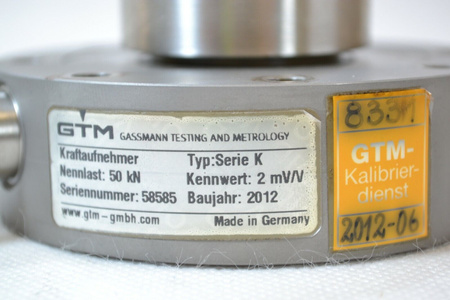 GTM GASSMANN TESTING AND METROLOGY
Kraftaufnehmer Typ:Serie K
Nennlast: 50 kN Kennwert: 2 mV/V
Seriennummer: 58585 Baujahr: 2012
www.gtm-gmbh.com Made in Germany
GTM-
Kalibrier-
dienst
2012-06